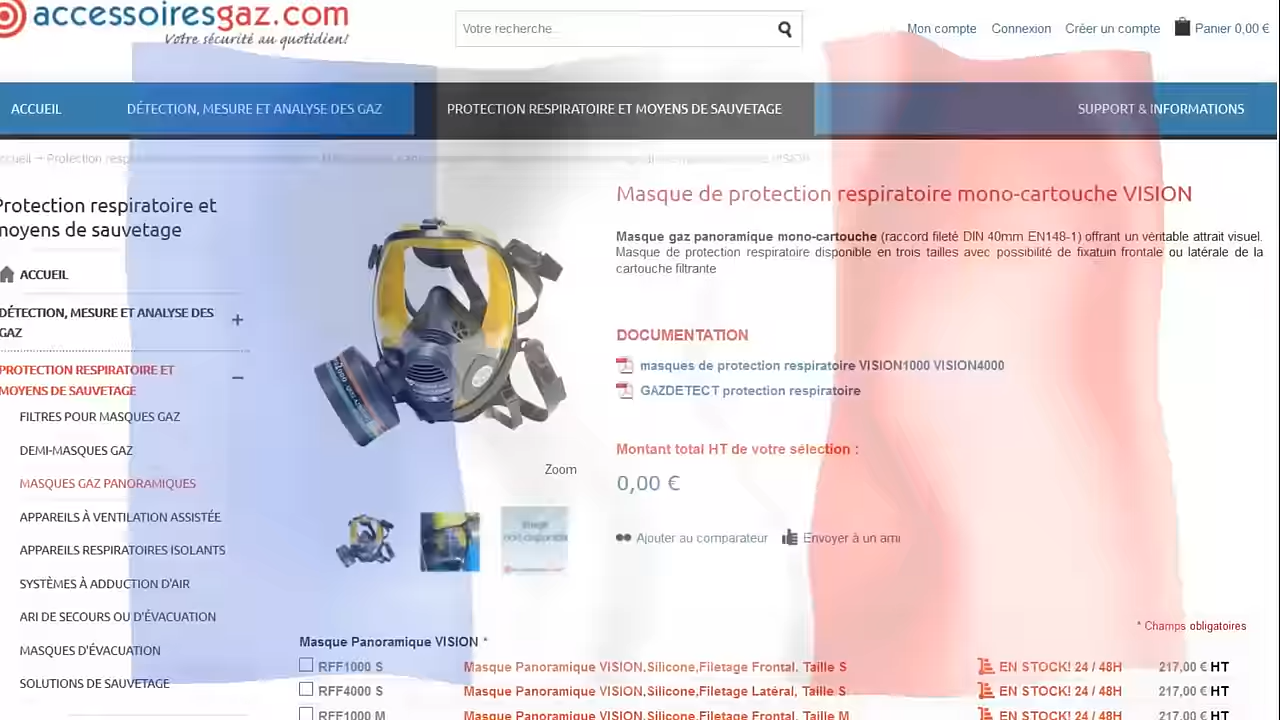 accessoiresgaz.com
Votre sécurité au quotidien!
Votre recherche...
Mon compte Connexion Créer un compte Panier 0,00 €
ACCUEIL DÉTECTION, MESURE ET ANALYSE DES GAZ PROTECTION RESPIRATOIRE ET MOYENS DE SAUVETAGE SUPPORT & INFORMATIONS
Protection respiratoire et
moyens de sauvetage
ACCUEIL
DÉTECTION, MESURE ET ANALYSE DES
GAZ
PROTECTION RESPIRATOIRE ET
MOYENS DE SAUVETAGE
FILTRES POUR MASQUES GAZ
DEMI-MASQUES GAZ
MASQUES GAZ PANORAMIQUES
APPAREILS À VENTILATION ASSISTÉE
APPAREILS RESPIRATOIRES ISOLANTS
SYSTÈMES À ADDUCTION D'AIR
ARI DE SECOURS OU D'ÉVACUATION
MASQUES D'ÉVACUATION
SOLUTIONS DE SAUVETAGE
Zoom
Masque de protection respiratoire mono-cartouche VISION
Masque gaz panoramique mono-cartouche (raccord fileté DIN 40mm EN148-1) offrant un véritable attrait visuel.
Masque de protection respiratoire disponible en trois tailles avec possibilité de fixatuin frontale ou latérale de la
cartouche filtrante
DOCUMENTATION
masques de protection respiratoire VISION1000 VISION4000
GAZDETECT protection respiratoire
Montant total HT de votre sélection :
0,00 €
Ajouter au comparateur Envoyer à un ami
* Champs obligatoires
Masque Panoramique VISION *
RFF1000 S Masque Panoramique VISION,Silicone,Filetage Frontal, Taille S EN STOCK! 24 / 48H 217,00 € HT
RFF4000 S Masque Panoramique VISION,Silicone,Filetage Latéral, Taille S EN STOCK! 24 / 48H 217,00 € HT
RFF1000 M Masque Panoramique VISION,Silicone,Filetage Frontal, Taille M EN STOCK! 24 / 48H 217,00 € HT